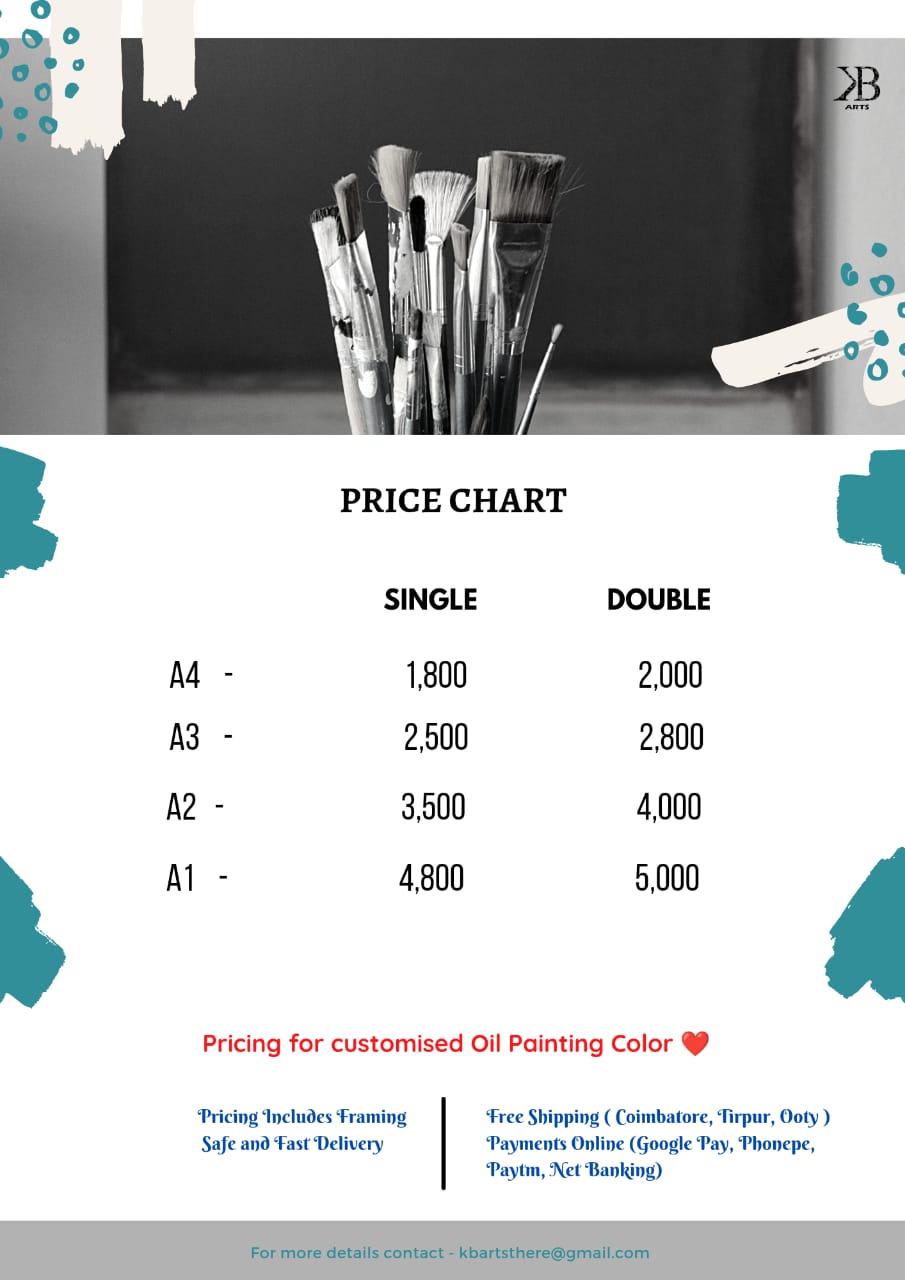 KB
ARTS
PRICE CHART
SINGLE DOUBLE
A4 - 1,800 2,000
A3 - 2,500 2,800
A2 - 3,500 4,000
A1 - 4,800 5,000
Pricing for customised Oil Painting Color ❤️
Pricing Includes Framing
Safe and Fast Delivery
Free Shipping ( Coimbatore, Tirpur, Ooty )
Payments Online (Google Pay, Phonepe,
Paytm, Net Banking)
For more details contact - kbartsthere@gmail.com